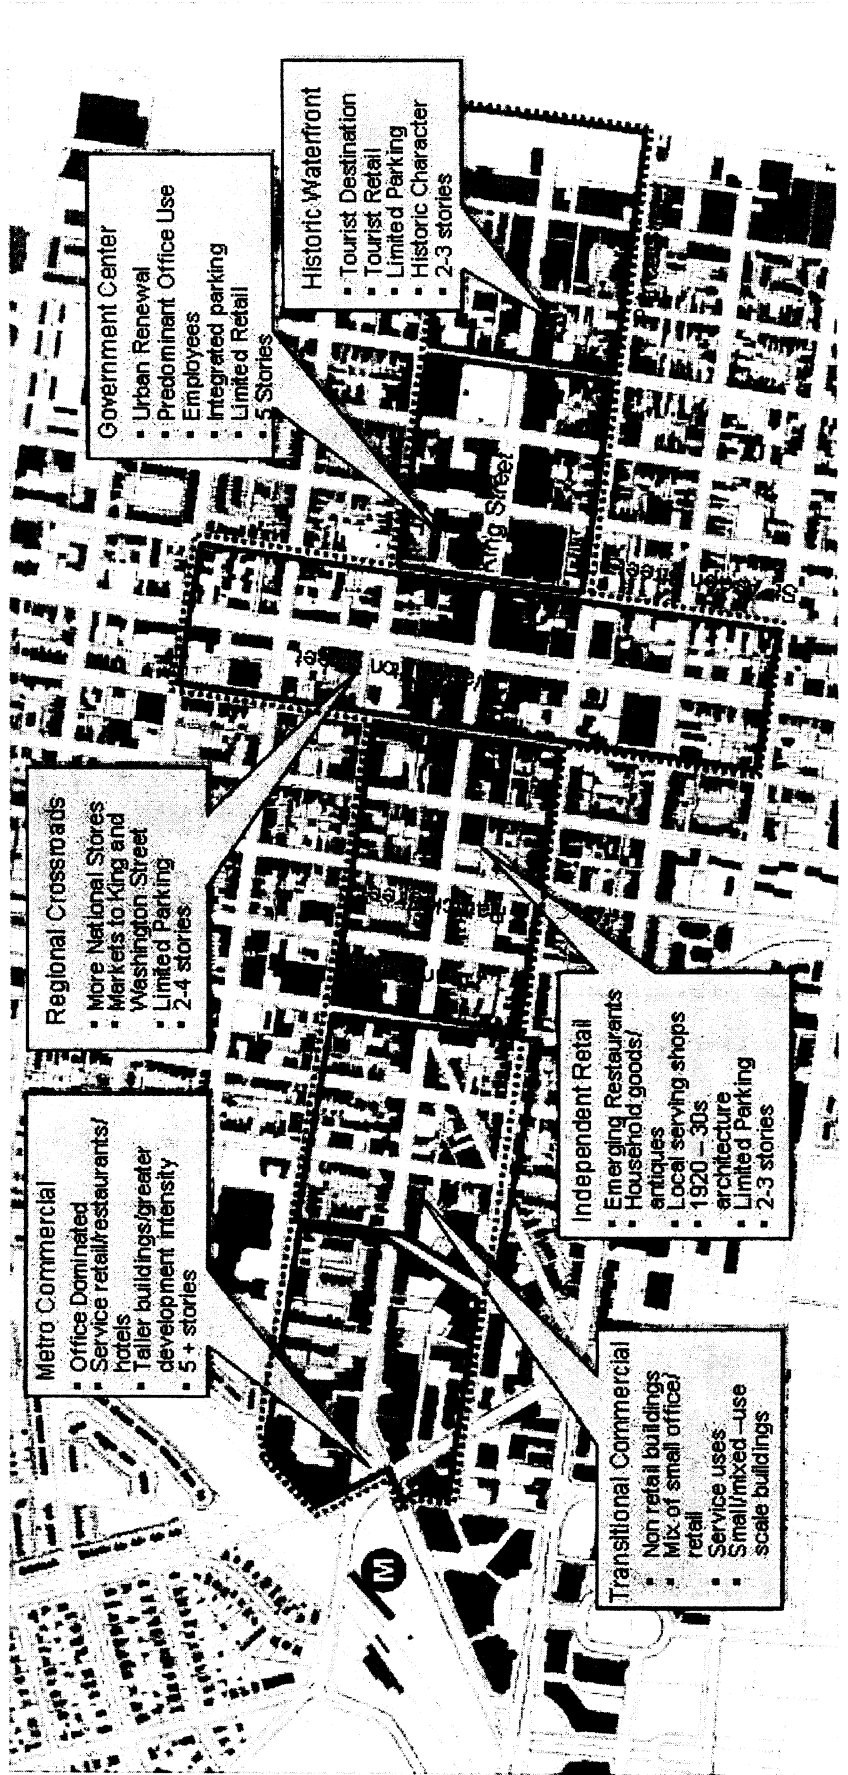 Metro Commercial
▪ Office Dominated
▪ Service retail/restaurants/
hotels
▪ Taller buildings/greater
development intensity
▪ 5 + stories
Regional Crossroads
▪ More National Stores
▪ Markets to King and
Washington Street
▪ Limited Parking
▪ 2-4 stories
Government Center
▪ Urban Renewal
▪ Predominant Office Use
▪ Employees
▪ Integrated parking
▪ Limited Retail
▪ 5 Stories
Historic Waterfront
▪ Tourist Destination
▪ Tourist Retail
▪ Limited Parking
▪ Historic Character
▪ 2-3 stories
King Street
M
Transitional Commercial
▪ Non retail buildings
▪ Mix of small office/
retail
▪ Service uses
▪ Small/mixed –use
scale buildings
Independent Retail
▪ Emerging Restaurants
▪ Household goods/
antiques
▪ Local serving shops
▪ 1920 – 30s
architecture
▪ Limited Parking
▪ 2-3 stories